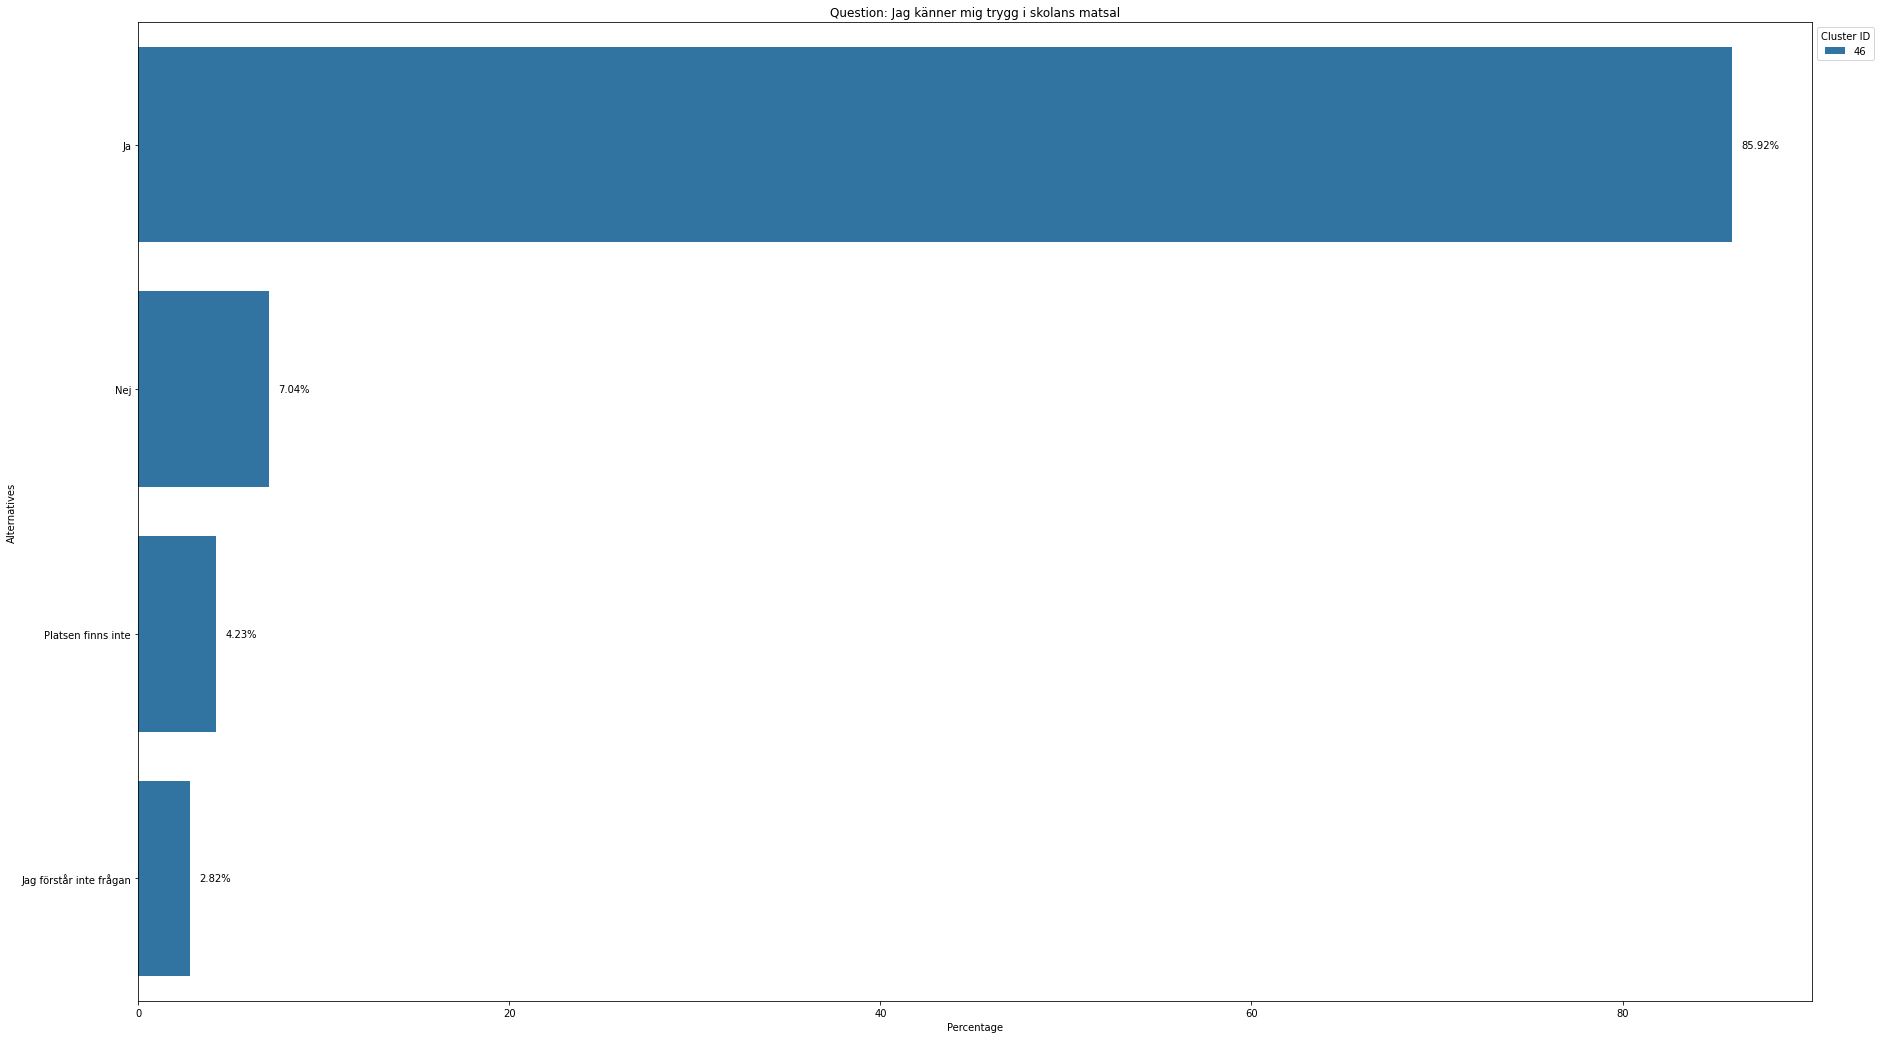 Question: Jag känner mig trygg i skolans matsal
Cluster ID
46
Ja
85.92%
Nej
7.04%
Alternatives
Platsen finns inte
4.23%
Jag förstår inte frågan
2.82%
0
20
40
60
80
Percentage